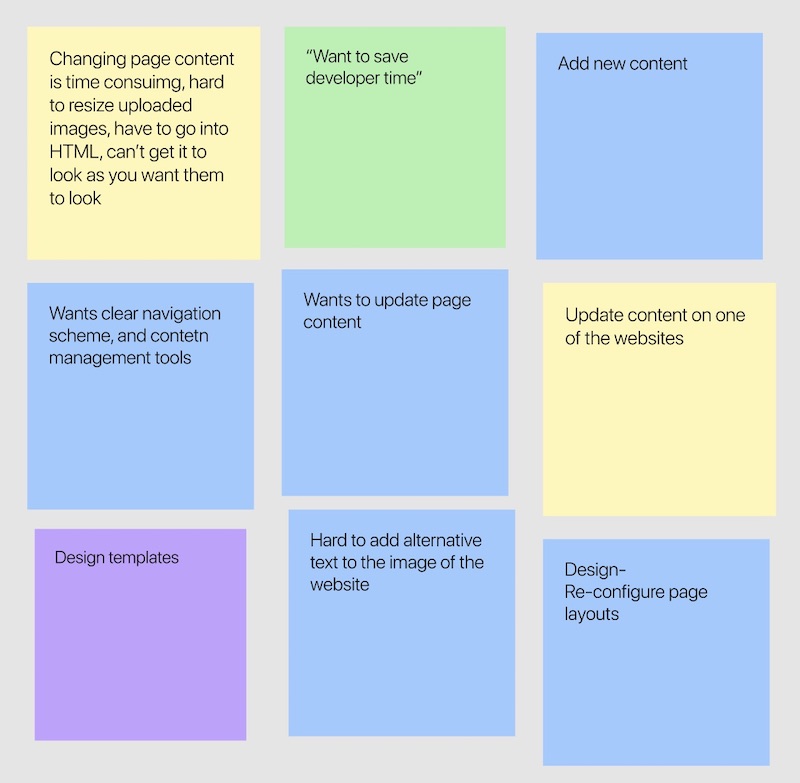 Changing page content
is time consuimg, hard
to resize uploaded
images, have to go into
HTML, can’t get it to
look as you want them
to look
“Want to save
developer time”
Add new content
Wants clear navigation
scheme, and contetn
management tools
Wants to update page
content
Update content on one
of the websites
Design templates
Hard to add alternative
text to the image of the
website
Design-
Re-configure page
layouts